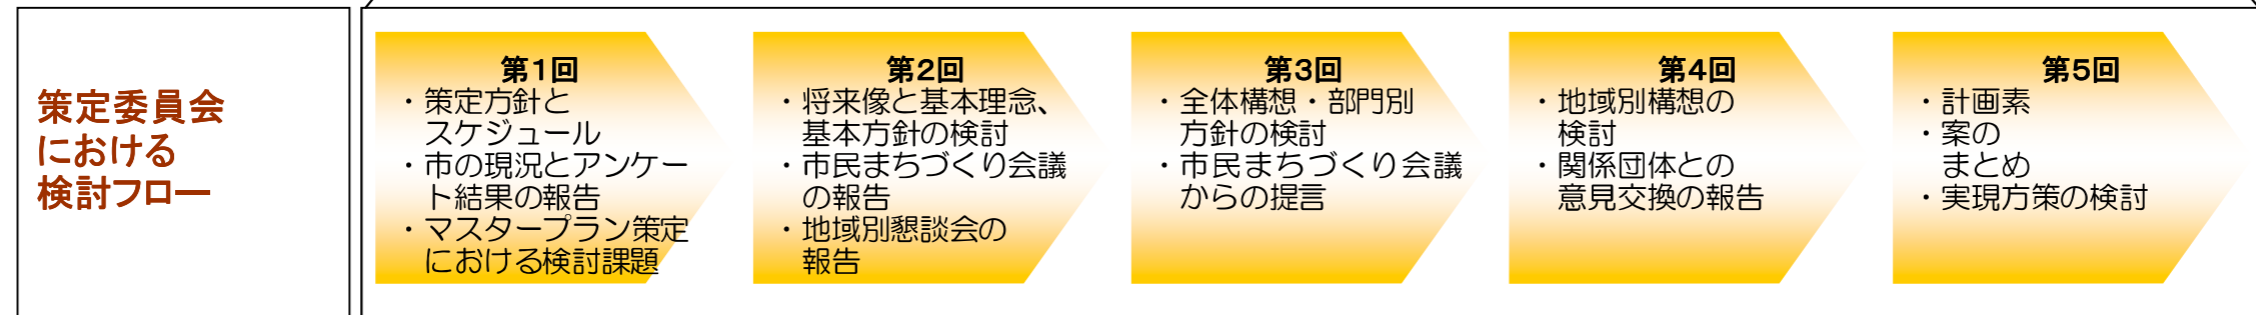 策定委員会
における
検討フロー
第1回
・策定方針と
スケジュール
・市の現況とアンケー
ト結果の報告
・マスタープラン策定
における検討課題
第2回
・将来像と基本理念、
基本方針の検討
・市民まちづくり会議
の報告
・地域別懇談会の
報告
第3回
・全体構想・部門別
方針の検討
・市民まちづくり会議
からの提言
第4回
・地域別構想の
検討
・関係団体との
意見交換の報告
第5回
・計画素
・案の
まとめ
・実現方策の検討